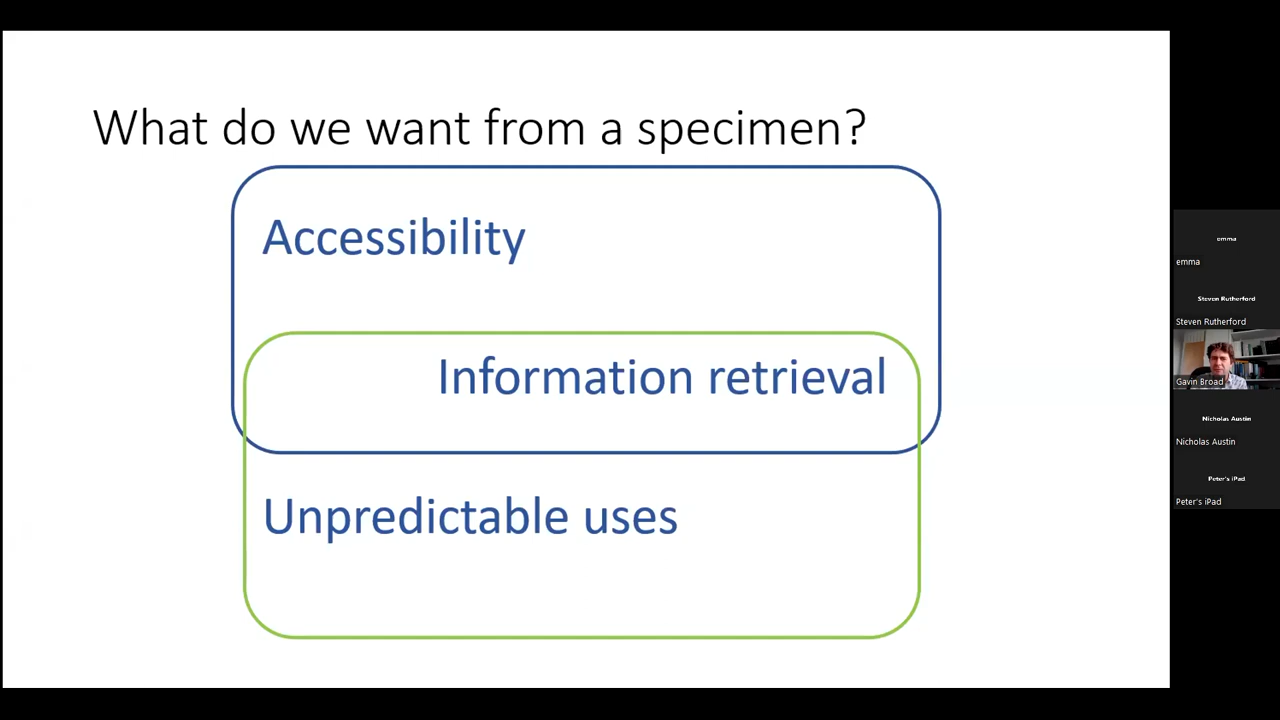 What do we want from a specimen?
Accessibility
Information retrieval
Unpredictable uses
emma
emma
Steven Rutherford
Steven Rutherford
Gavin Broad
Nicholas Austin
Nicholas Austin
Peter's iPad
Peter's iPad